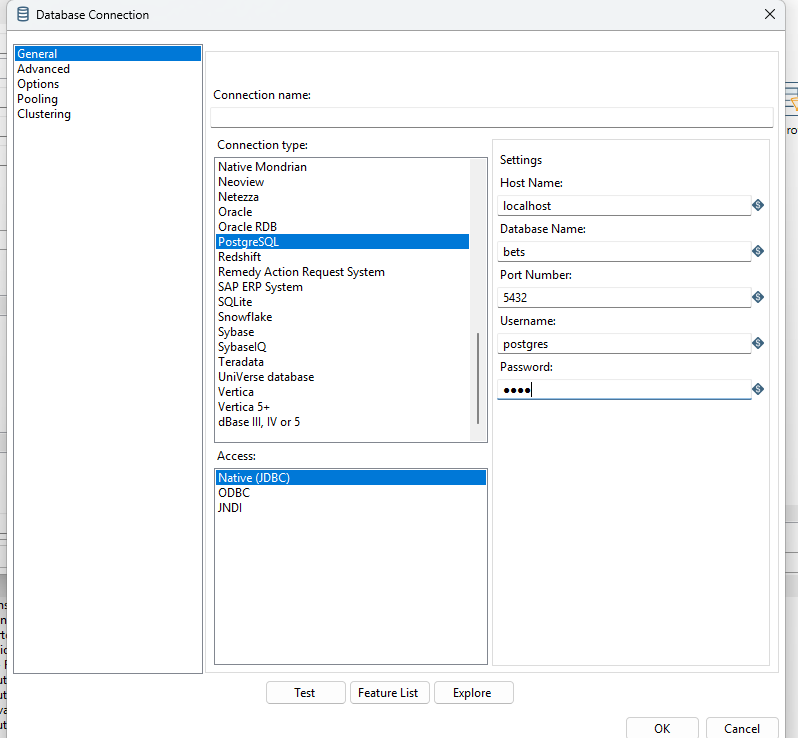 Database Connection
General
Advanced
Options
Pooling
Clustering
Connection name:
Connection type:
Native Mondrian
Neoview
Netezza
Oracle
Oracle RDB
PostgreSQL
Redshift
Remedy Action Request System
SAP ERP System
SQLite
Snowflake
Sybase
SybaseIQ
Teradata
UniVerse database
Vertica
Vertica 5+
dBase III, IV or 5
Access:
Native (JDBC)
ODBC
JNDI
Settings
Host Name:
localhost
Database Name:
bets
Port Number:
5432
Username:
postgres
Password:
●●●●
Test
Feature List
Explore
OK
Cancel